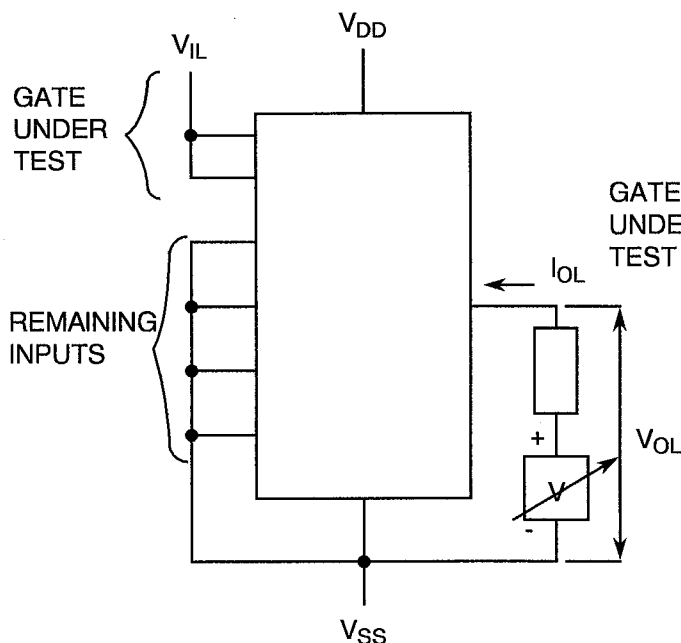 V_IL
V_DD
GATE
UNDER
TEST
REMAINING
INPUTS
GATE
UNDE
TEST
I_OL
+
V
-
V_OL
V_SS